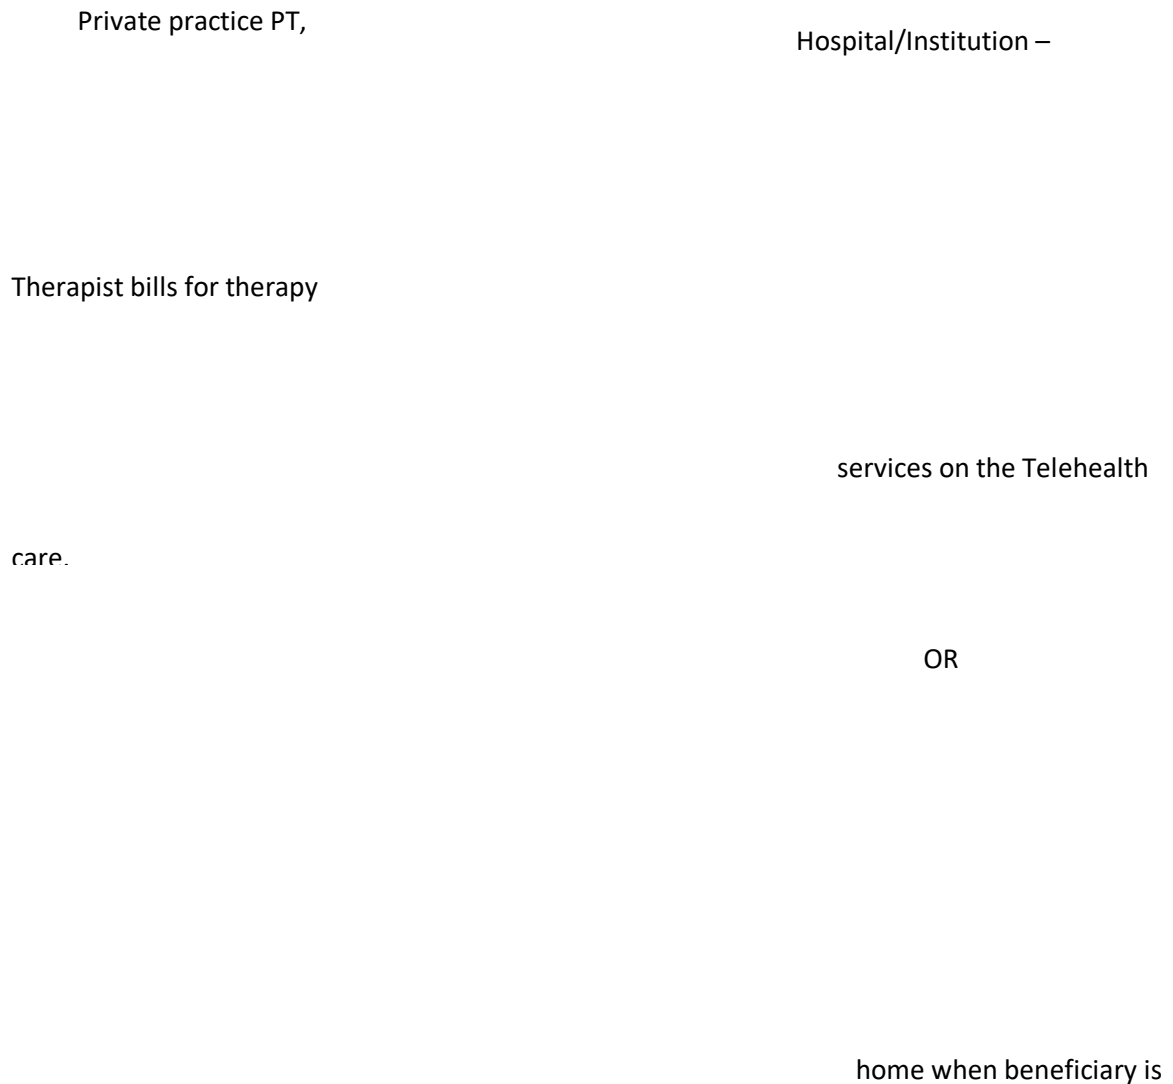 Private practice PT,
Hospital/Institution –
Therapist bills for therapy
services on the Telehealth
care.
OR
home when beneficiary is